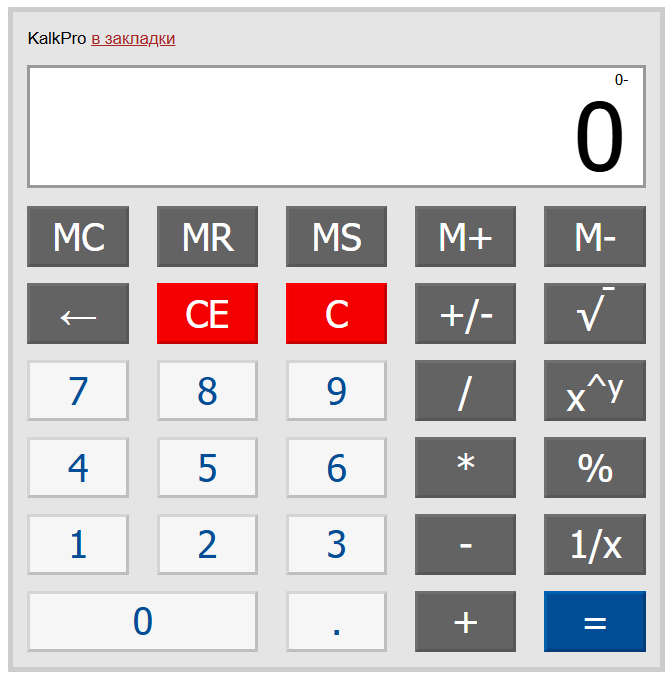 KalkPro в закладки
0-
0
MC MR MS M+ M-
← CE C +/- √‾
7 8 9 / x^y
4 5 6 * %
1 2 3 - 1/x
0 . + =